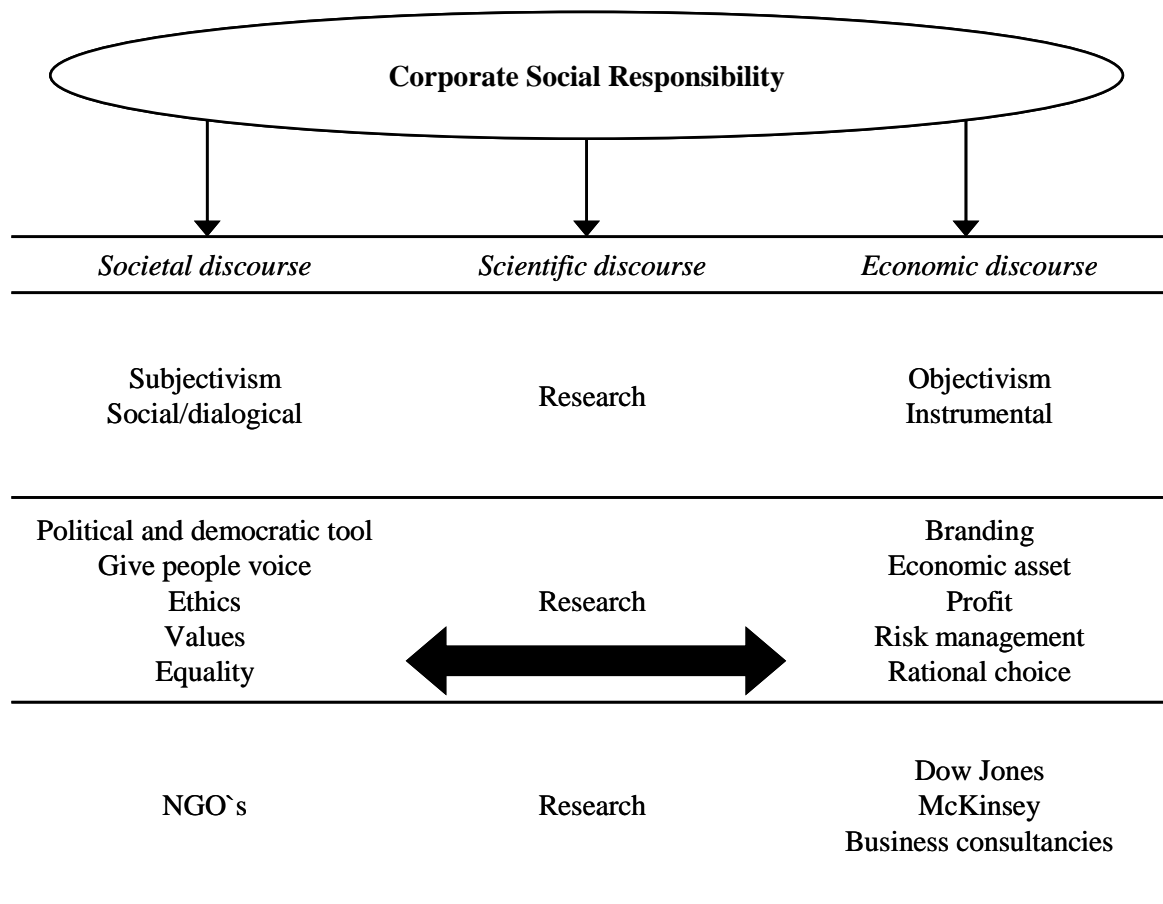 Corporate Social Responsibility
Societal discourse
Scientific discourse
Economic discourse
Subjectivism
Social/dialogical
Research
Objectivism
Instrumental
Political and democratic tool
Give people voice
Ethics
Values
Equality
Research
Branding
Economic asset
Profit
Risk management
Rational choice
NGO`s
Research
Dow Jones
McKinsey
Business consultancies